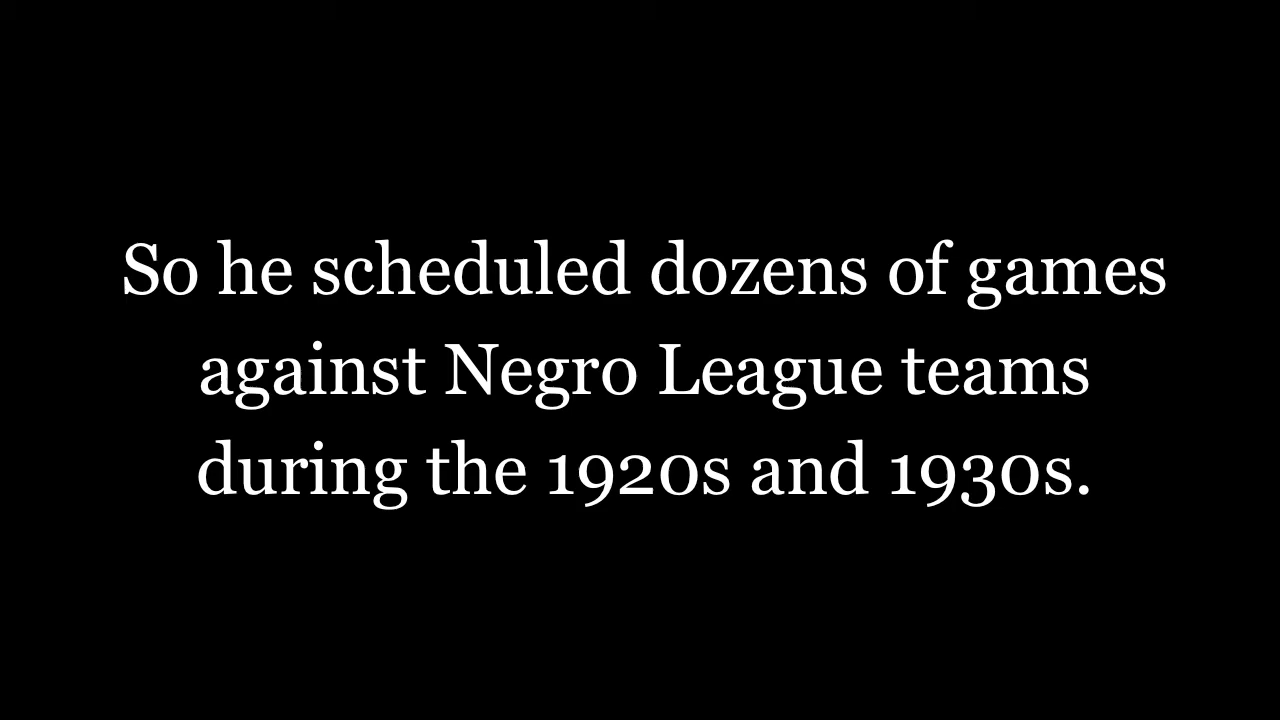 So he scheduled dozens of games
against Negro League teams
during the 1920s and 1930s.